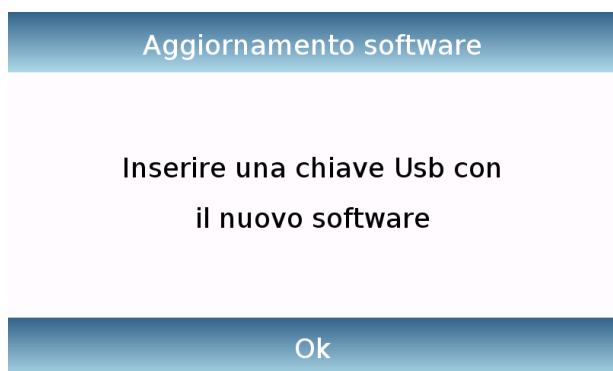 Aggiornamento software
Inserire una chiave Usb con
il nuovo software
Ok